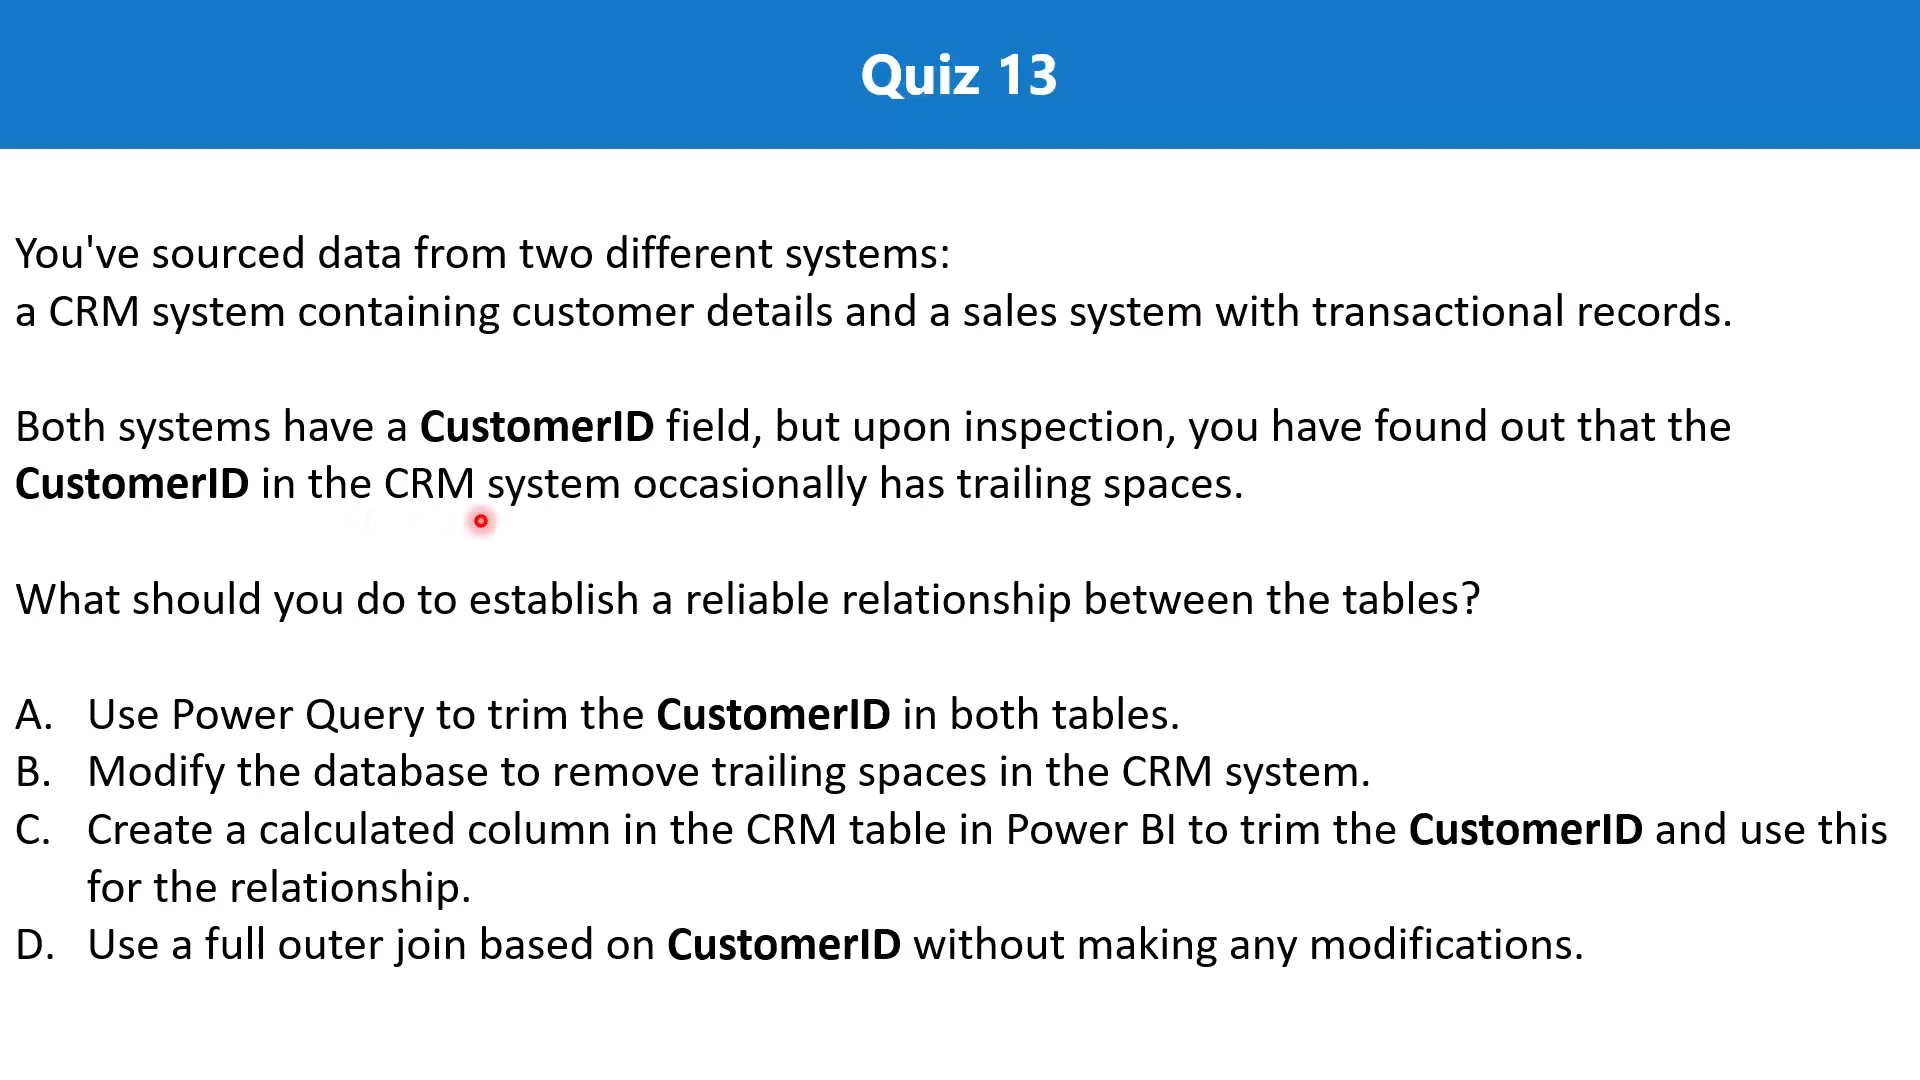 Quiz 13
You've sourced data from two different systems:
a CRM system containing customer details and a sales system with transactional records.
Both systems have a CustomerID field, but upon inspection, you have found out that the
CustomerID in the CRM system occasionally has trailing spaces.
What should you do to establish a reliable relationship between the tables?
A. Use Power Query to trim the CustomerID in both tables.
B. Modify the database to remove trailing spaces in the CRM system.
C. Create a calculated column in the CRM table in Power BI to trim the CustomerID and use this
for the relationship.
D. Use a full outer join based on CustomerID without making any modifications.